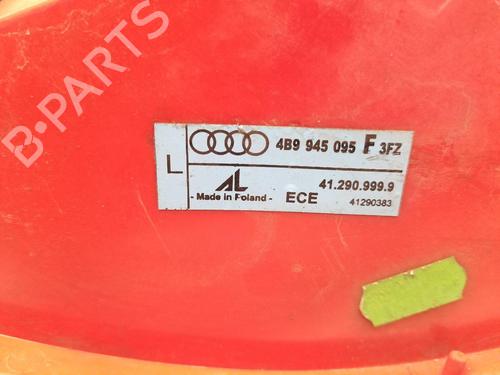 B-PARTS
4B9 945 095 F 3FZ
L
AL
41.290.999.9
- Made in Poland -
ECE
41290383